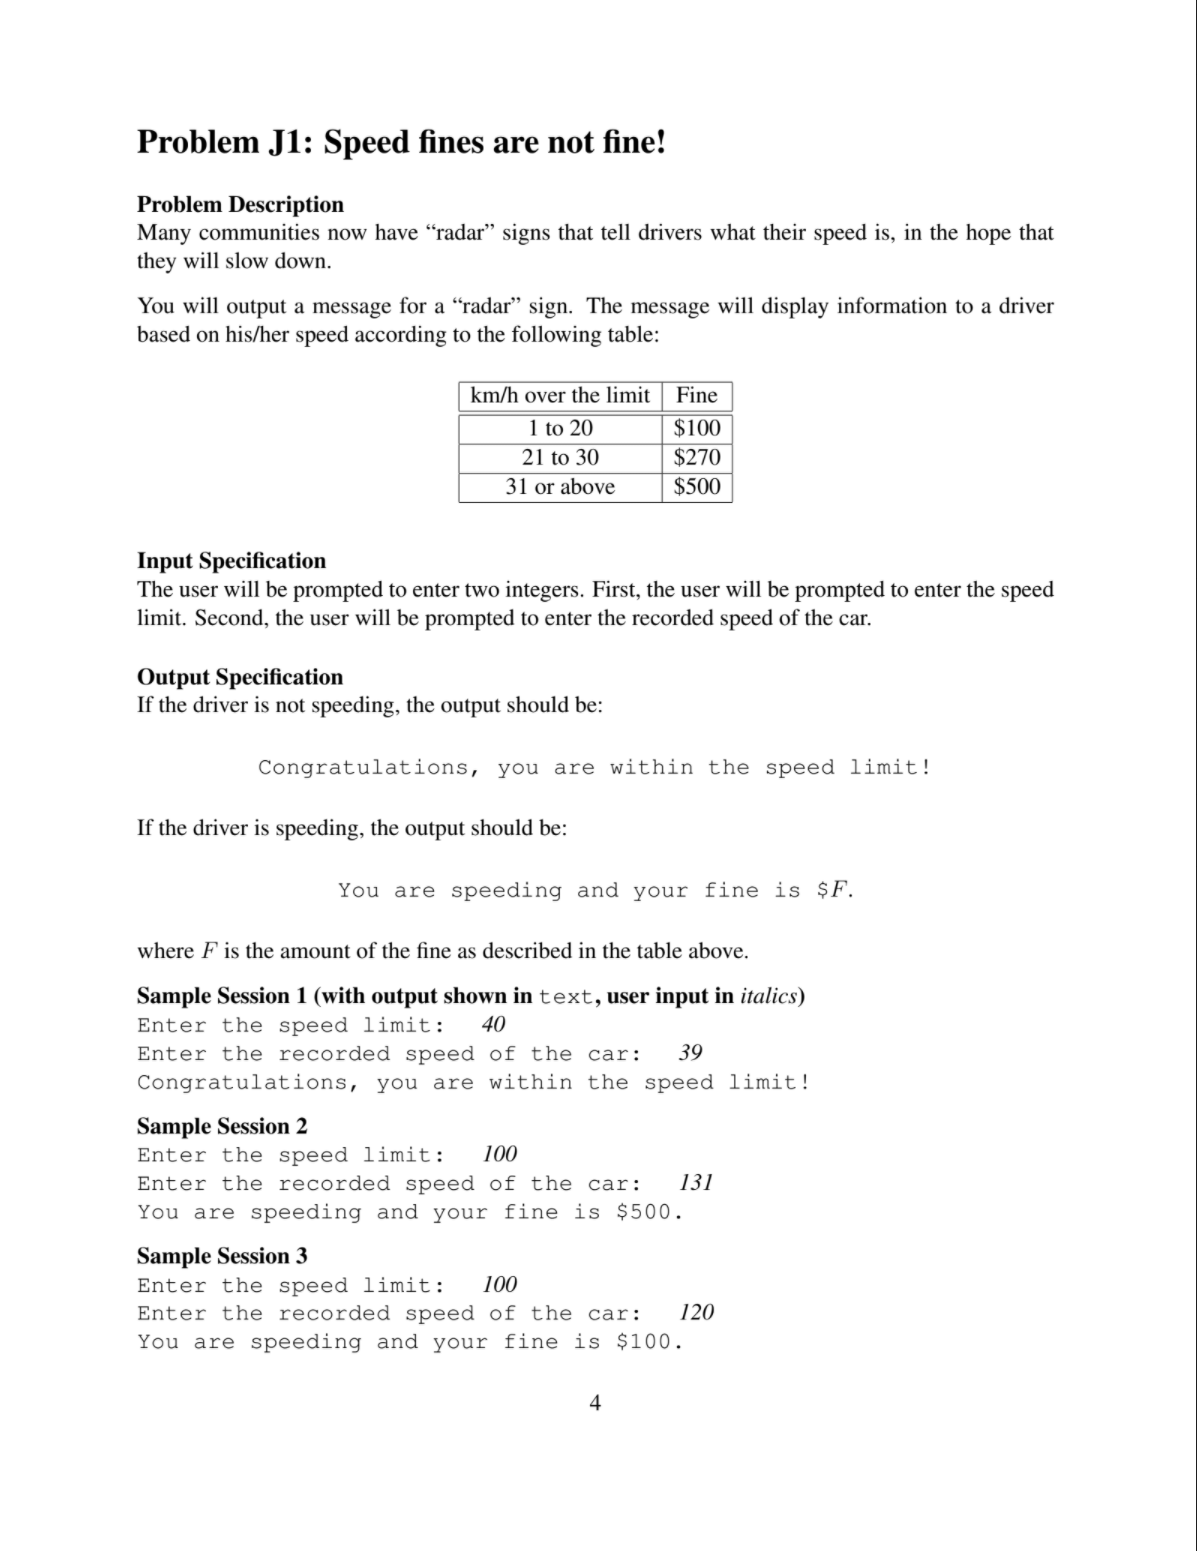 Problem J1: Speed fines are not fine!
Problem Description
Many communities now have “radar” signs that tell drivers what their speed is, in the hope that
they will slow down.
You will output a message for a “radar” sign. The message will display information to a driver
based on his/her speed according to the following table:
km/h over the limit Fine
1 to 20 $100
21 to 30 $270
31 or above $500
Input Specification
The user will be prompted to enter two integers. First, the user will be prompted to enter the speed
limit. Second, the user will be prompted to enter the recorded speed of the car.
Output Specification
If the driver is not speeding, the output should be:
Congratulations, you are within the speed limit!
If the driver is speeding, the output should be:
You are speeding and your fine is $F.
where F is the amount of the fine as described in the table above.
Sample Session 1 (with output shown in text, user input in italics)
Enter the speed limit: 40
Enter the recorded speed of the car: 39
Congratulations, you are within the speed limit!
Sample Session 2
Enter the speed limit: 100
Enter the recorded speed of the car: 131
You are speeding and your fine is $500.
Sample Session 3
Enter the speed limit: 100
Enter the recorded speed of the car: 120
You are speeding and your fine is $100.
4